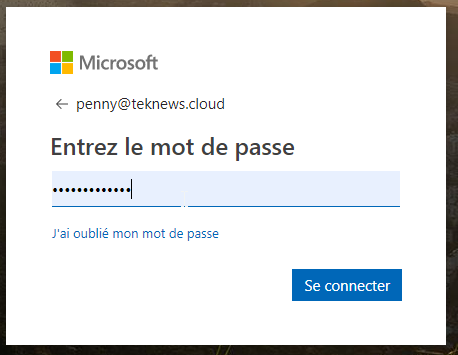 Microsoft
← penny@teknews.cloud
Entrez le mot de passe
•••••••••••••
J'ai oublié mon mot de passe
Se connecter